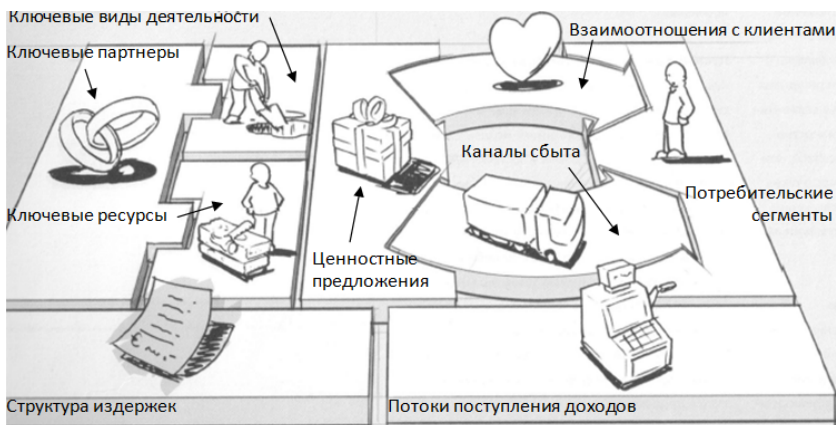 Ключевые виды деятельности
Ключевые партнеры
Взаимоотношения с клиентами
Каналы сбыта
Ключевые ресурсы
Потребительские
сегменты
Ценностные
предложения
Структура издержек
Потоки поступления доходов